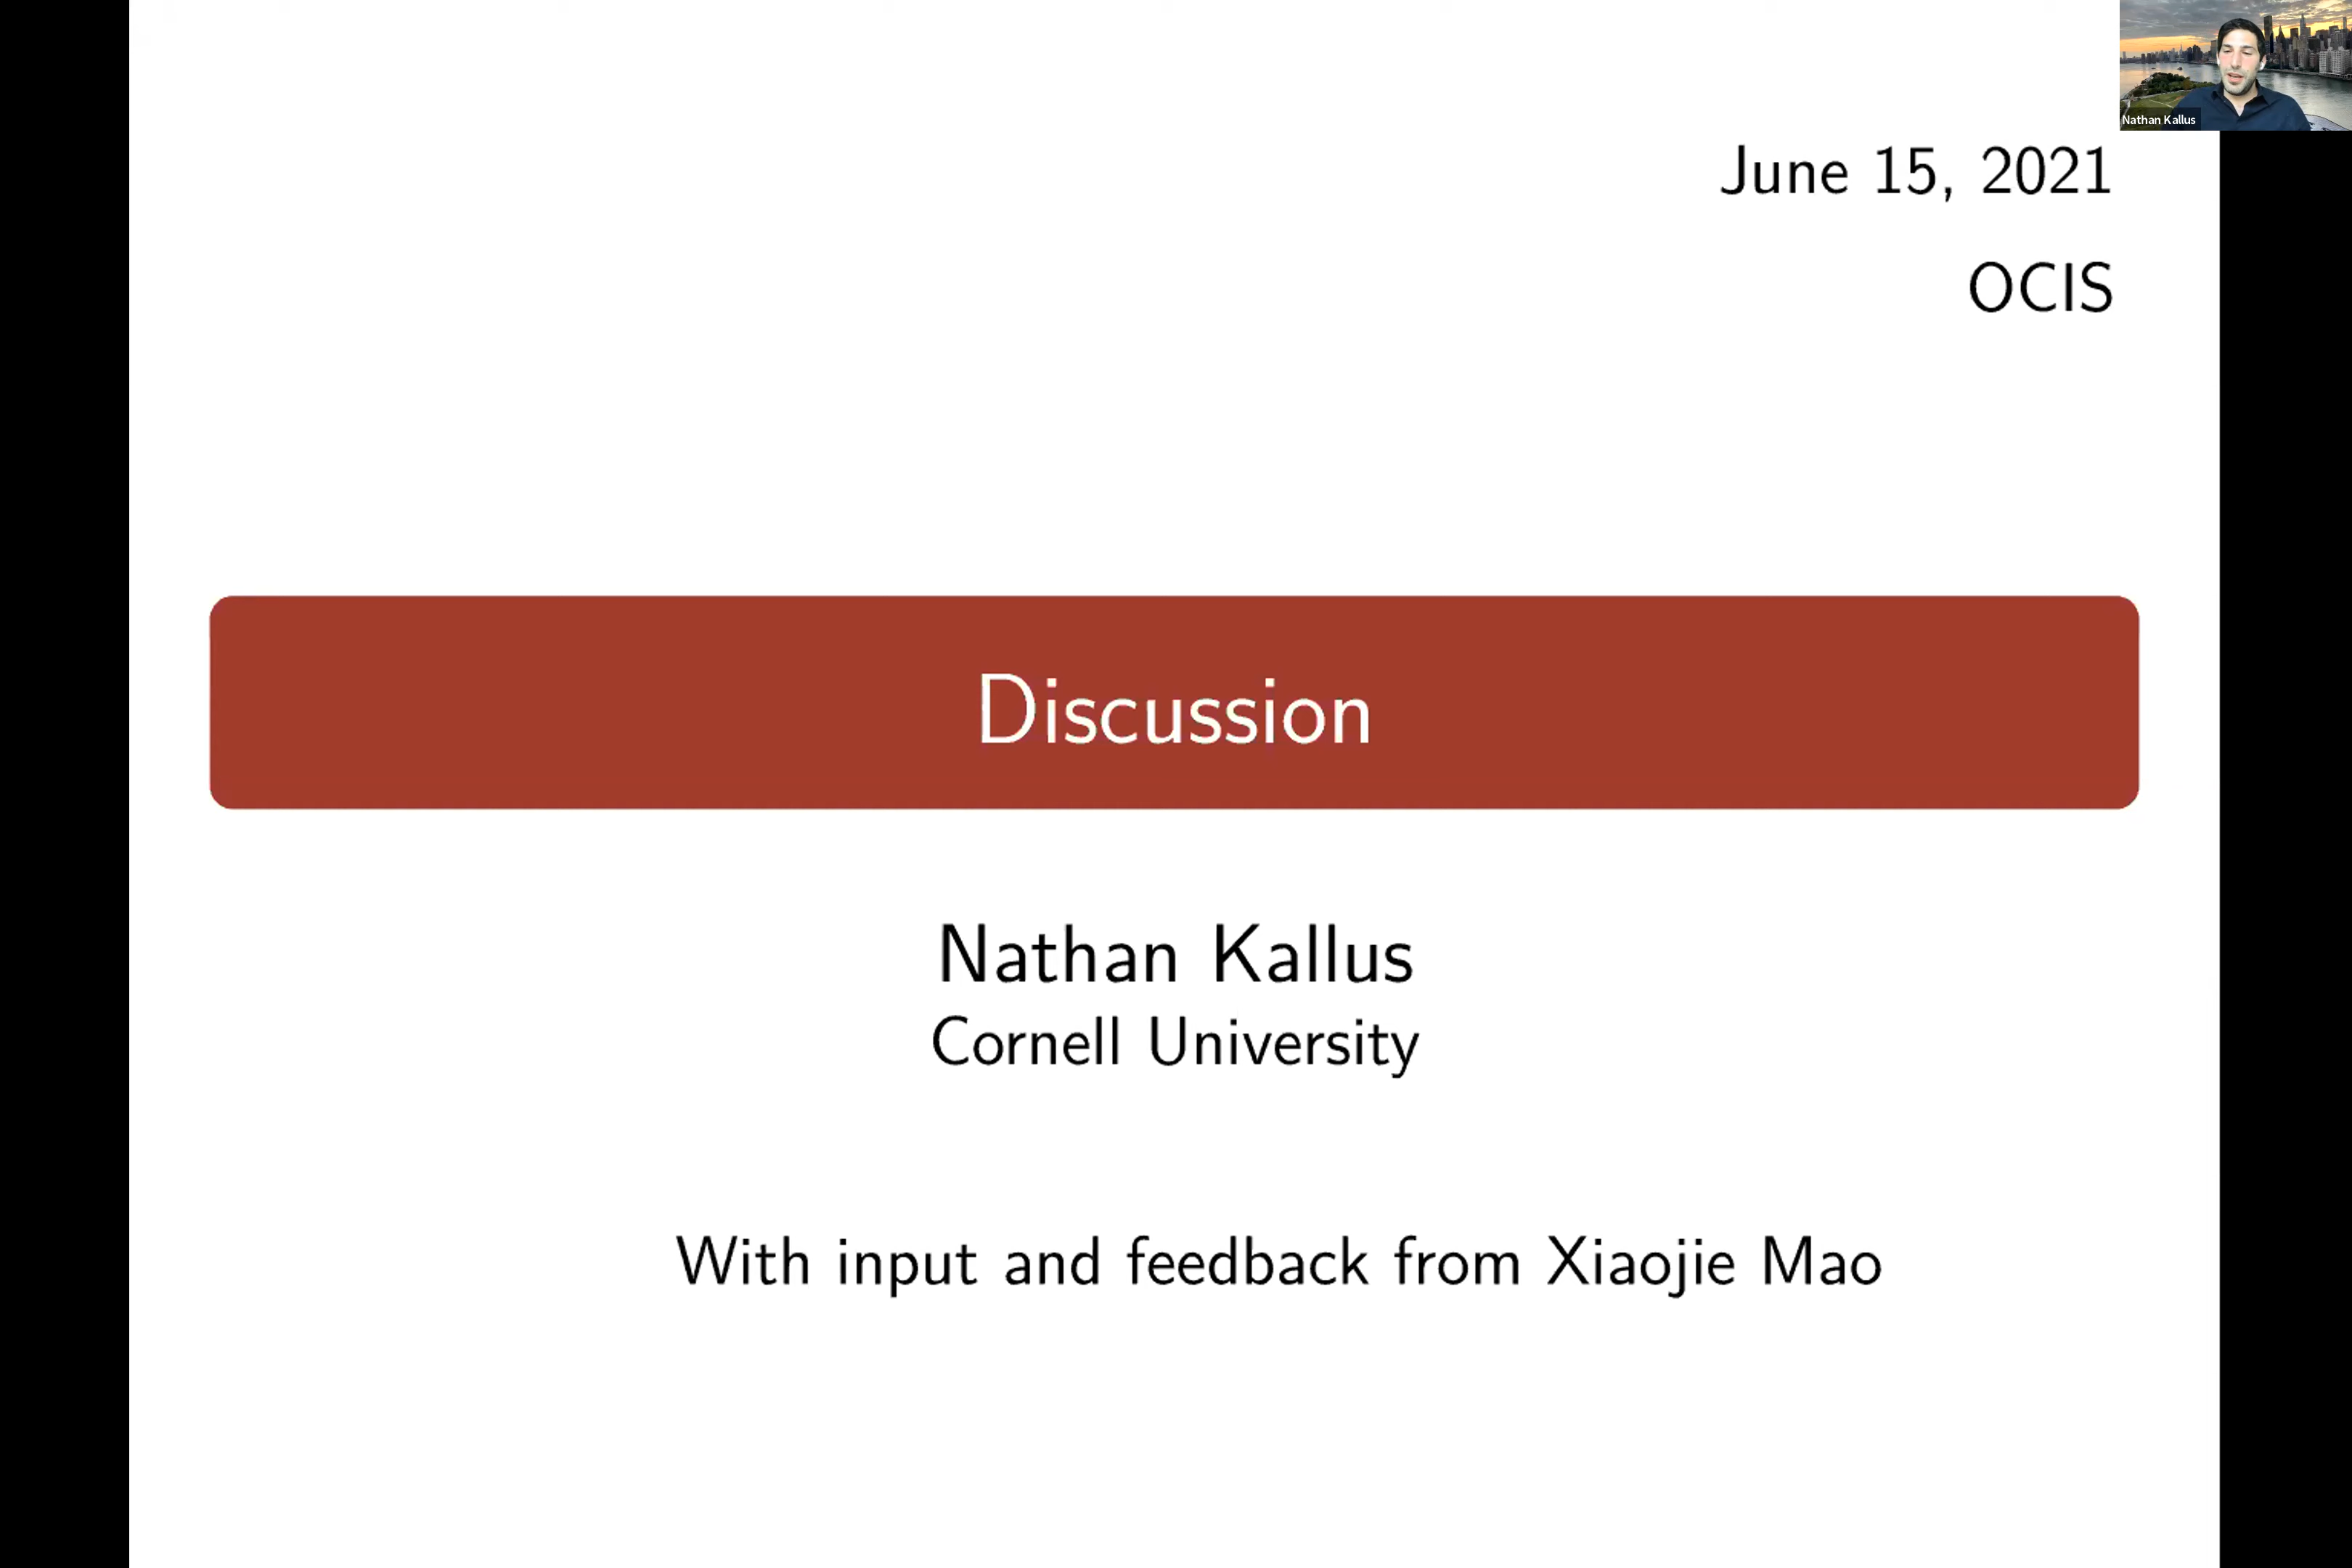 Nathan Kallus
June 15, 2021
OCIS
Discussion
Nathan Kallus
Cornell University
With input and feedback from Xiaojie Mao